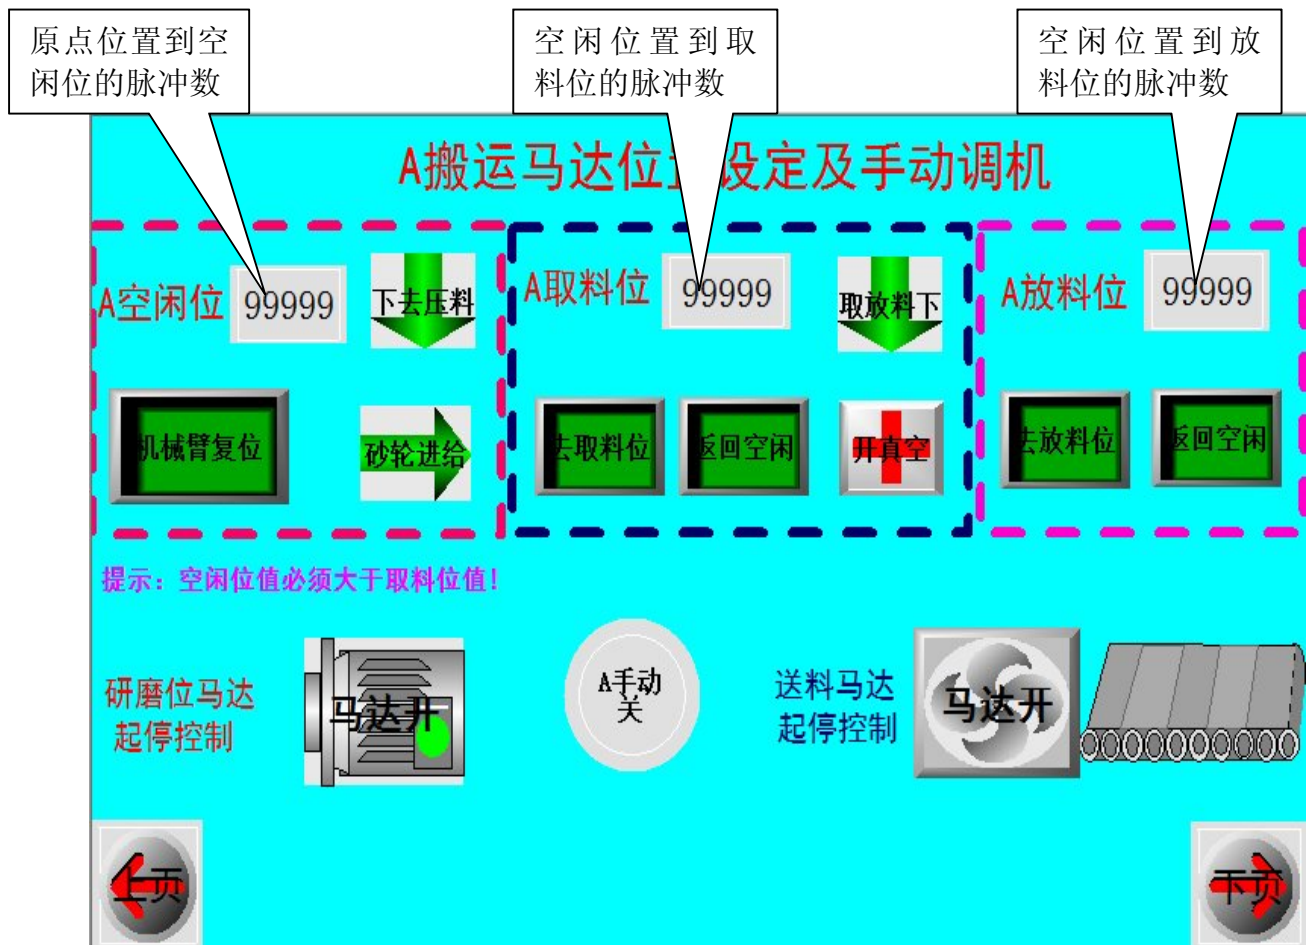 原点位置到空
闲位的脉冲数
空闲位置到取
料位的脉冲数
空闲位置到放
料位的脉冲数
A搬运马达位 设定及手动调机
A空闲位
99999
下去压料
A取料位
99999
取放料下
A放料位
99999
机械臂复位
砂轮进给
去取料位
返回空闲
开真空
去放料位
返回空闲
提示：空闲位值必须大于取料位值！
研磨位马达
起停控制
马达开
A手动
关
送料马达
起停控制
马达开
上页
下页